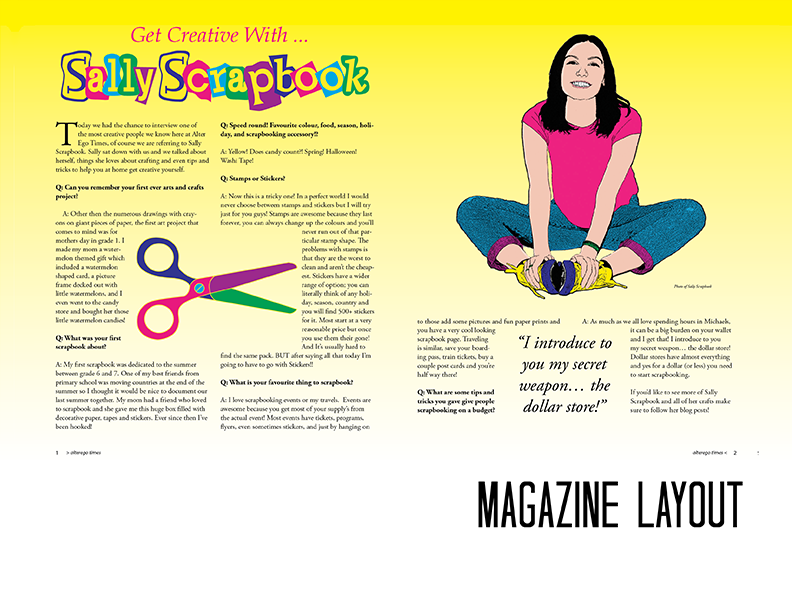 Get Creative With ...
Sally Scrapbook
Today we had the chance to interview one of
the most creative people we know here at Alter
Ego Times, of course we are referring to Sally
Scrapbook. Sally sat down with us and we talked about
herself, things she loves about crafting and even tips and
tricks to help you at home get creative yourself.
Q: Can you remember your first ever arts and crafts
project?
A: Other then the numerous drawings with cray-
ons on giant pieces of paper, the first art project that
comes to mind was for
mothers day in grade 1. I
made my mom a water-
melon themed gift which
included a watermelon
shaped card, a picture
frame decked out with
little watermelons, and I
even went to the candy
store and bought her those
little watermelon candies!
Q: What was your first
scrapbook about?
A: My first scrapbook was dedicated to the summer
between grade 6 and 7. One of my best friends from
primary school was moving countries at the end of the
summer so I thought it would be nice to document our
last summer together. My mom had a friend who loved
to scrapbook and she gave me this huge box filled with
decorative paper, tapes and stickers. Ever since then I've
been hooked!
Q: Speed round! Favourite colour, food, season, holi-
day, and scrapbooking accessory!!
A: Yellow! Does candy count?! Spring! Halloween!
Washi Tape!
Q: Stamps or Stickers?
A: Now this is a tricky one! In a perfect world I would
never choose between stamps and stickers but I will try
just for you guys! Stamps are awesome because they last
forever, you can always change up the colours and you'll
never run out of that par-
ticular stamp shape. The
problems with stamps is
that they are the worst to
clean and aren't the cheap-
est. Stickers have a wider
range of option; you can
literally think of any holi-
day, season, country and
you will find 500+ stickers
for it. Most start at a very
reasonable price but once
you use them their gone!
And It's usually hard to
find the same pack. BUT after saying all that today I'm
going to have to go with Stickers!!
Q: What is your favourite thing to scrapbook?
A: I love scrapbooking events or my travels. Events are
awesome because you get most of your supply's from
the actual event! Most events have tickets, programs,
flyers, even sometimes stickers, and just by hanging on
1 > alterego times
Photo of Sally Scrapbook
to those add some pictures and fun paper prints and
you have a very cool looking
scrapbook page. Traveling
is similar, save your board-
ing pass, train tickets, buy a
couple post cards and you're
half way there!
Q: What are some tips and
tricks you gave give people
scrapbooking on a budget?
"I introduce to
you my secret
weapon… the
dollar store!"
A: As much as we all love spending hours in Michaels,
it can be a big burden on your wallet
and I get that! I introduce to you
my secret weapon… the dollar store!
Dollar stores have almost everything
and yes for a dollar (or less) you need
to start scrapbooking.
If you'd like to see more of Sally
Scrapbook and all of her crafts make
sure to follow her blog post!
alterego times < 2
MAGAZINE LAYOUT